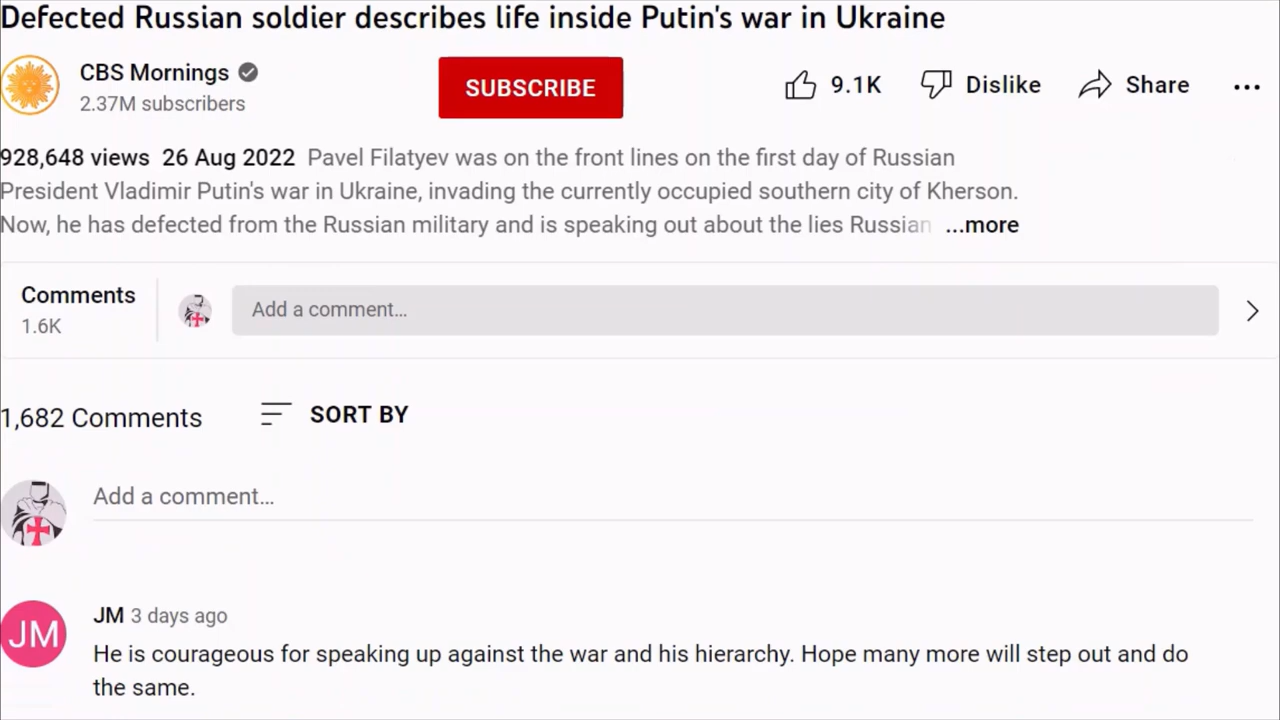 Defected Russian soldier describes life inside Putin's war in Ukraine
CBS Mornings
2.37M subscribers
SUBSCRIBE
9.1K
Dislike
Share
...
928,648 views 26 Aug 2022 Pavel Filatyev was on the front lines on the first day of Russian
President Vladimir Putin's war in Ukraine, invading the currently occupied southern city of Kherson.
Now, he has defected from the Russian military and is speaking out about the lies Russian ...more
Comments
1.6K
Add a comment...
1,682 Comments
SORT BY
Add a comment...
JM
JM 3 days ago
He is courageous for speaking up against the war and his hierarchy. Hope many more will step out and do
the same.